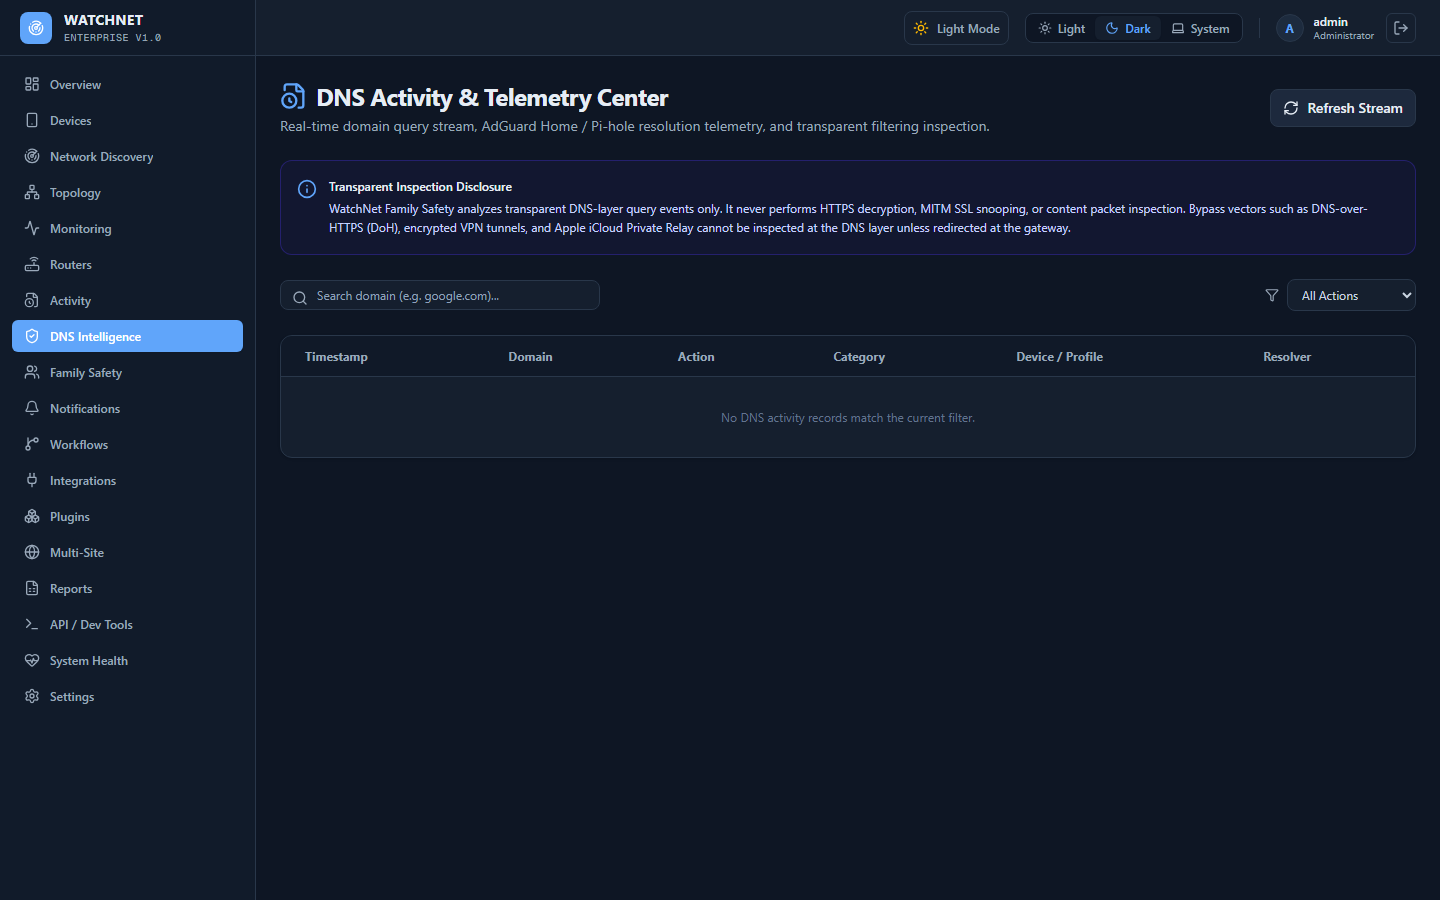 WATCHNET
ENTERPRISE V1.0
Light Mode
Light
Dark
System
A
admin
Administrator
Overview
Devices
Network Discovery
Topology
Monitoring
Routers
Activity
DNS Intelligence
Family Safety
Notifications
Workflows
Integrations
Plugins
Multi-Site
Reports
API / Dev Tools
System Health
Settings
DNS Activity & Telemetry Center
Real-time domain query stream, AdGuard Home / Pi-hole resolution telemetry, and transparent filtering inspection.
Refresh Stream
Transparent Inspection Disclosure
WatchNet Family Safety analyzes transparent DNS-layer query events only. It never performs HTTPS decryption, MITM SSL snooping, or content packet inspection. Bypass vectors such as DNS-over-
HTTPS (DoH), encrypted VPN tunnels, and Apple iCloud Private Relay cannot be inspected at the DNS layer unless redirected at the gateway.
Search domain (e.g. google.com)...
All Actions
Timestamp Domain Action Category Device / Profile Resolver
No DNS activity records match the current filter.